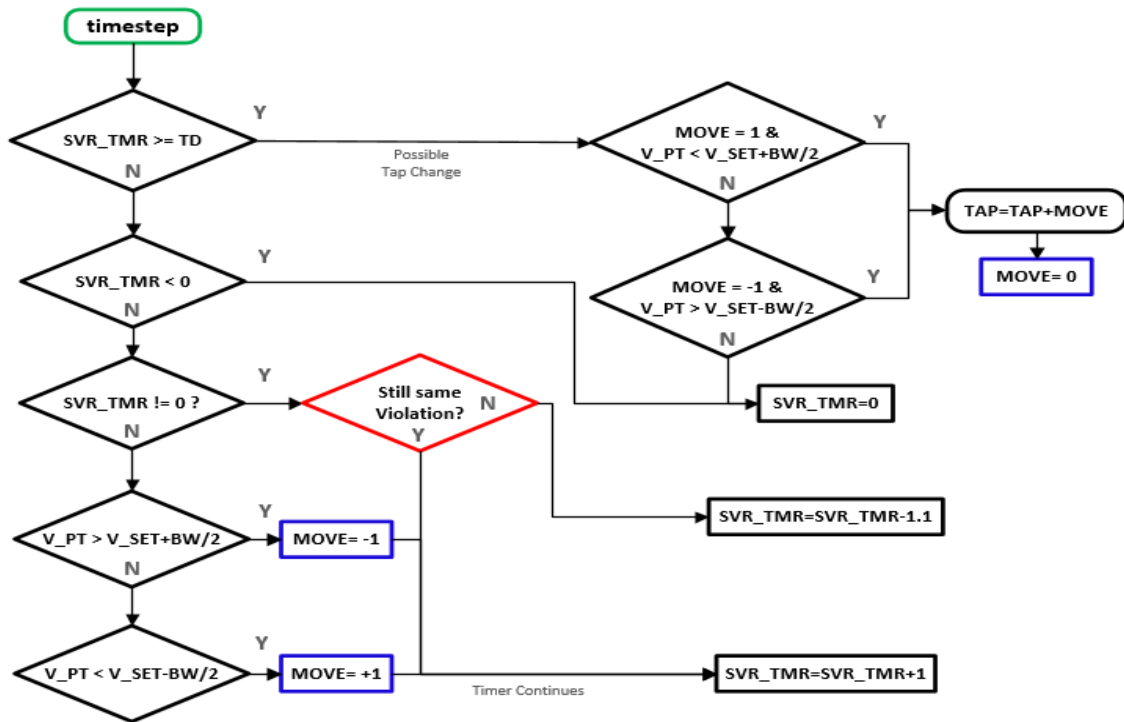 timestep
SVR_TMR >= TD
Y
N
Possible
Tap Change
MOVE = 1 &
V_PT < V_SET+BW/2
Y
N
TAP=TAP+MOVE
MOVE= 0
SVR_TMR < 0
Y
N
MOVE = -1 &
V_PT > V_SET-BW/2
Y
N
SVR_TMR != 0 ?
Y
N
Still same
Violation?
N
Y
SVR_TMR=0
SVR_TMR=SVR_TMR-1.1
V_PT > V_SET+BW/2
Y
N
MOVE= -1
V_PT < V_SET-BW/2
Y
MOVE= +1
Timer Continues
SVR_TMR=SVR_TMR+1